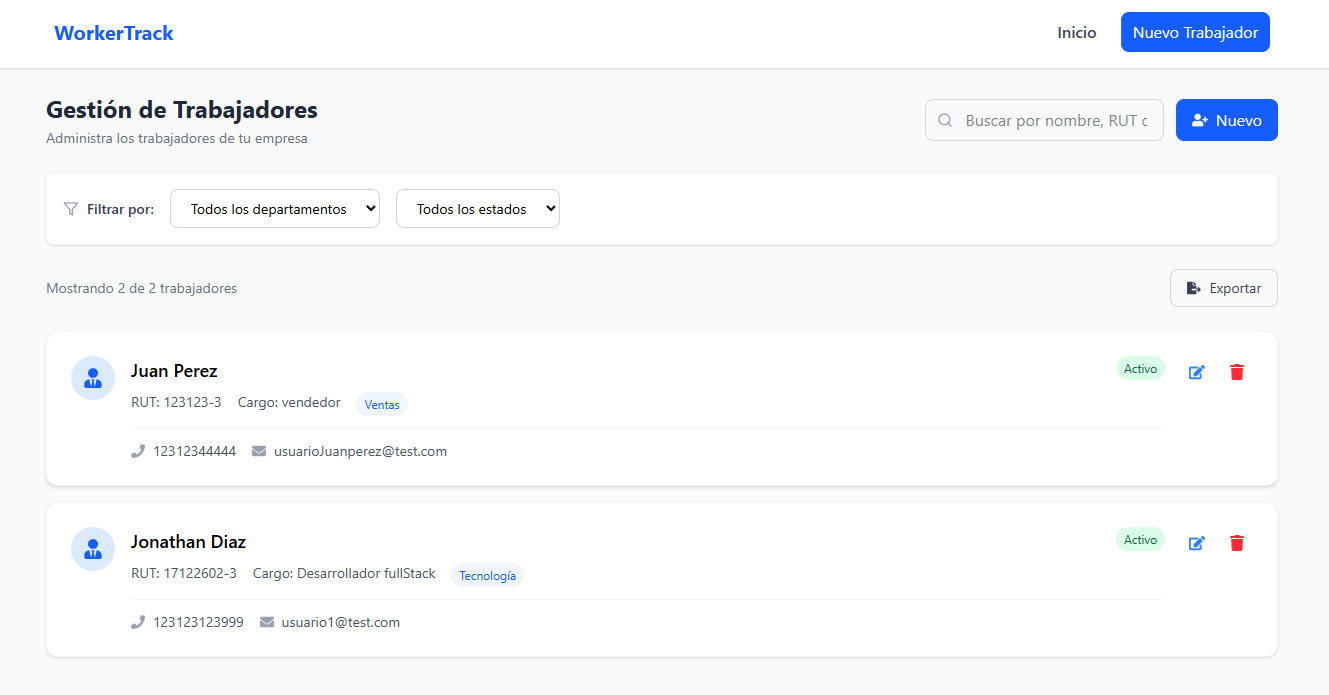 WorkerTrack
Inicio
Nuevo Trabajador
Gestión de Trabajadores
Administra los trabajadores de tu empresa
Buscar por nombre, RUT c
Nuevo
Filtrar por:
Todos los departamentos
Todos los estados
Mostrando 2 de 2 trabajadores
Exportar
Juan Perez
Activo
RUT: 123123-3 Cargo: vendedor Ventas
12312344444 usuarioJuanperez@test.com
Jonathan Diaz
Activo
RUT: 17122602-3 Cargo: Desarrollador fullStack Tecnología
123123123999 usuario1@test.com